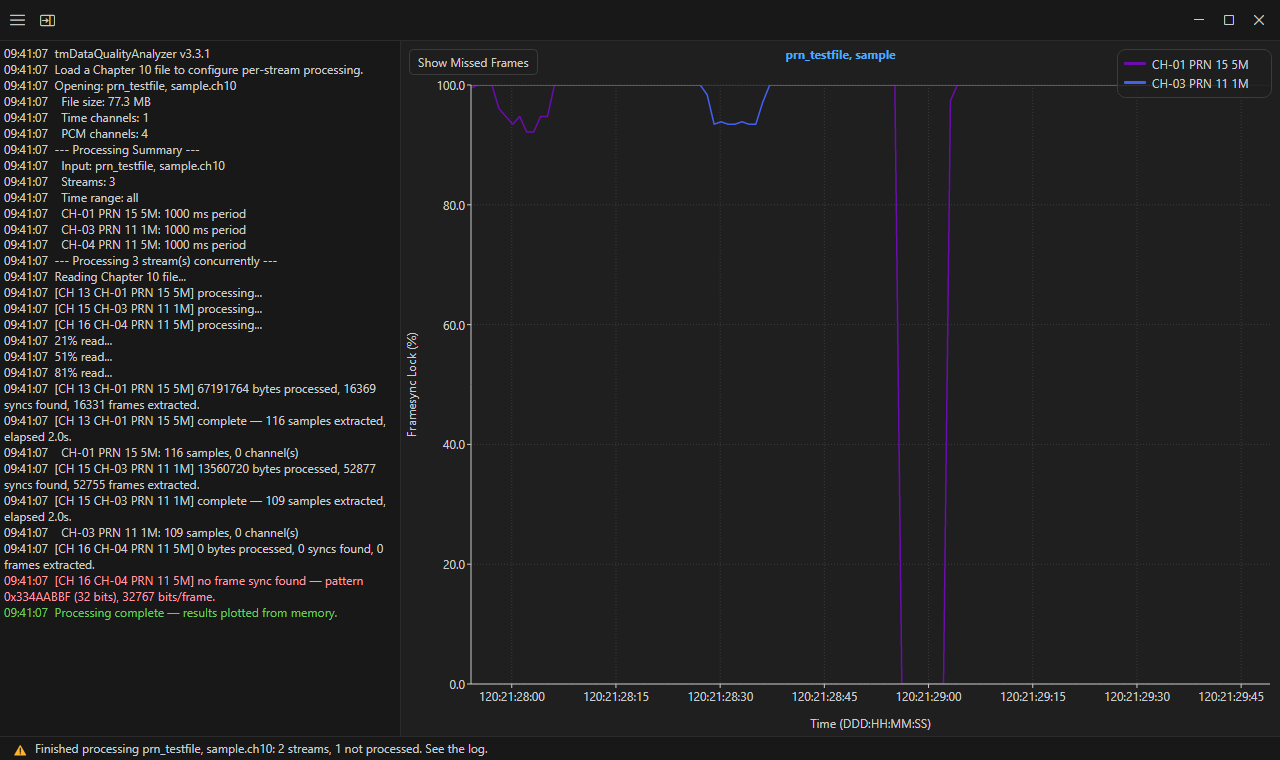 09:41:07 tmDataQualityAnalyzer v3.3.1
09:41:07 Load a Chapter 10 file to configure per-stream processing.
09:41:07 Opening: prn_testfile, sample.ch10
09:41:07 File size: 77.3 MB
09:41:07 Time channels: 1
09:41:07 PCM channels: 4
09:41:07 --- Processing Summary ---
09:41:07 Input: prn_testfile, sample.ch10
09:41:07 Streams: 3
09:41:07 Time range: all
09:41:07 CH-01 PRN 15 5M: 1000 ms period
09:41:07 CH-03 PRN 11 1M: 1000 ms period
09:41:07 CH-04 PRN 11 5M: 1000 ms period
09:41:07 --- Processing 3 stream(s) concurrently ---
09:41:07 Reading Chapter 10 file...
09:41:07 [CH 13 CH-01 PRN 15 5M] processing...
09:41:07 [CH 15 CH-03 PRN 11 1M] processing...
09:41:07 [CH 16 CH-04 PRN 11 5M] processing...
09:41:07 21% read...
09:41:07 51% read...
09:41:07 81% read...
09:41:07 [CH 13 CH-01 PRN 15 5M] 67191764 bytes processed, 16369
syncs found, 16331 frames extracted.
09:41:07 [CH 13 CH-01 PRN 15 5M] complete — 116 samples extracted,
elapsed 2.0s.
09:41:07 CH-01 PRN 15 5M: 116 samples, 0 channel(s)
09:41:07 [CH 15 CH-03 PRN 11 1M] 13560720 bytes processed, 52877
syncs found, 52755 frames extracted.
09:41:07 [CH 15 CH-03 PRN 11 1M] complete — 109 samples extracted,
elapsed 2.0s.
09:41:07 CH-03 PRN 11 1M: 109 samples, 0 channel(s)
09:41:07 [CH 16 CH-04 PRN 11 5M] 0 bytes processed, 0 syncs found, 0
frames extracted.
09:41:07 [CH 16 CH-04 PRN 11 5M] no frame sync found — pattern
0x334AABBF (32 bits), 32767 bits/frame.
09:41:07 Processing complete — results plotted from memory.
Show Missed Frames
prn_testfile, sample
CH-01 PRN 15 5M
CH-03 PRN 11 1M
100.0
80.0
60.0
40.0
20.0
0.0
Framesync Lock (%)
120:21:28:00 120:21:28:15 120:21:28:30 120:21:28:45 120:21:29:00 120:21:29:15 120:21:29:30 120:21:29:45
Time (DDD:HH:MM:SS)
Finished processing prn_testfile, sample.ch10: 2 streams, 1 not processed. See the log.